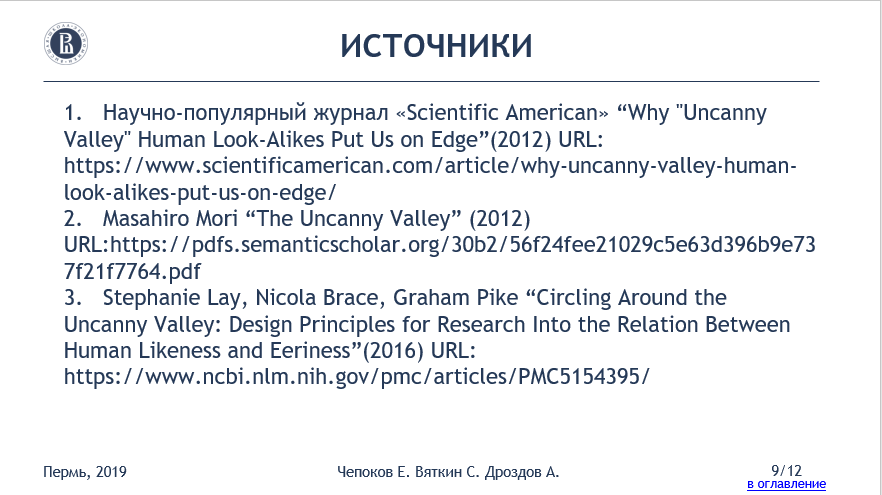 ИСТОЧНИКИ
1. Научно-популярный журнал «Scientific American» “Why "Uncanny
Valley" Human Look-Alikes Put Us on Edge”(2012) URL:
https://www.scientificamerican.com/article/why-uncanny-valley-human-
look-alikes-put-us-on-edge/
2. Masahiro Mori “The Uncanny Valley” (2012)
URL:https://pdfs.semanticscholar.org/30b2/56f24fee21029c5e63d396b9e73
7f21f7764.pdf
3. Stephanie Lay, Nicola Brace, Graham Pike “Circling Around the
Uncanny Valley: Design Principles for Research Into the Relation Between
Human Likeness and Eeriness”(2016) URL:
https://www.ncbi.nlm.nih.gov/pmc/articles/PMC5154395/
Пермь, 2019
Чепоков Е. Вяткин С. Дроздов А.
9/12
в оглавление